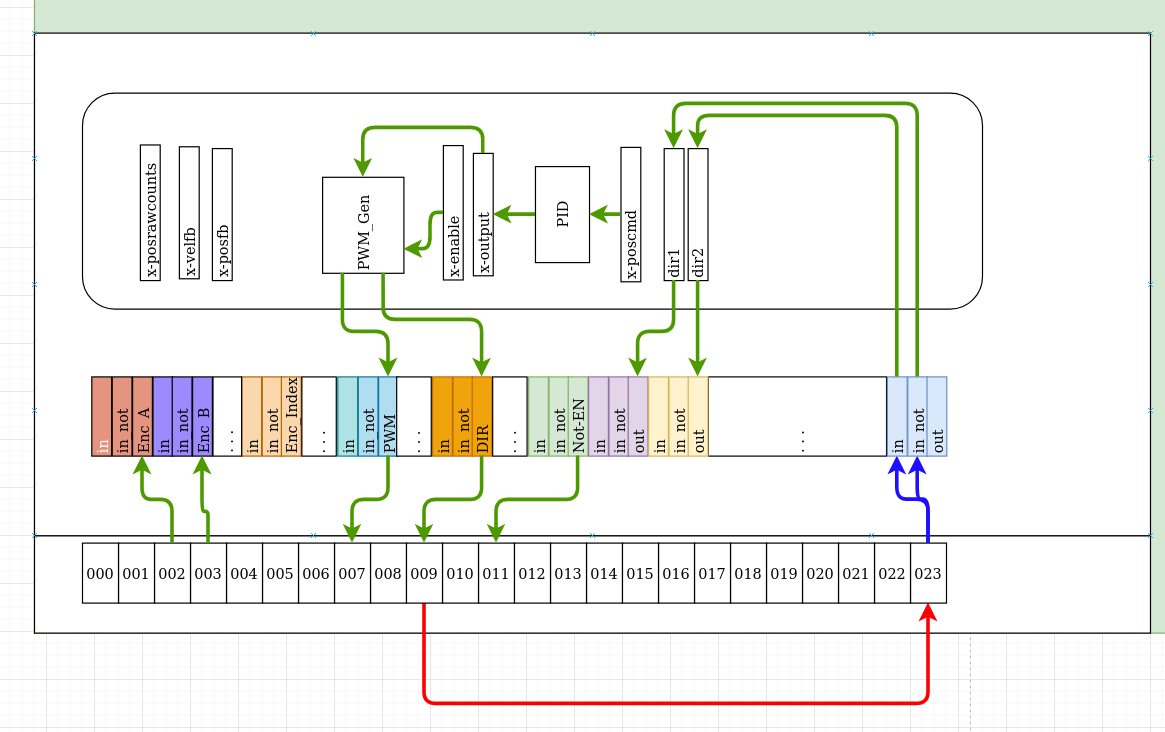 x-posrawcounts
x-velfb
x-posfb
PWM_Gen
x-enable
x-output
PID
x-poscmd
dir1
dir2
in
in_not
Enc_A
in
in_not
Enc_B
...
in
in_not
Enc_Index
...
in
in_not
PWM
...
in
in_not
DIR
...
in
in_not
Not-EN
in
in_not
out
in
in_not
out
...
in
in_not
out
000 001 002 003 004 005 006 007 008 009 010 011 012 013 014 015 016 017 018 019 020 021 022 023